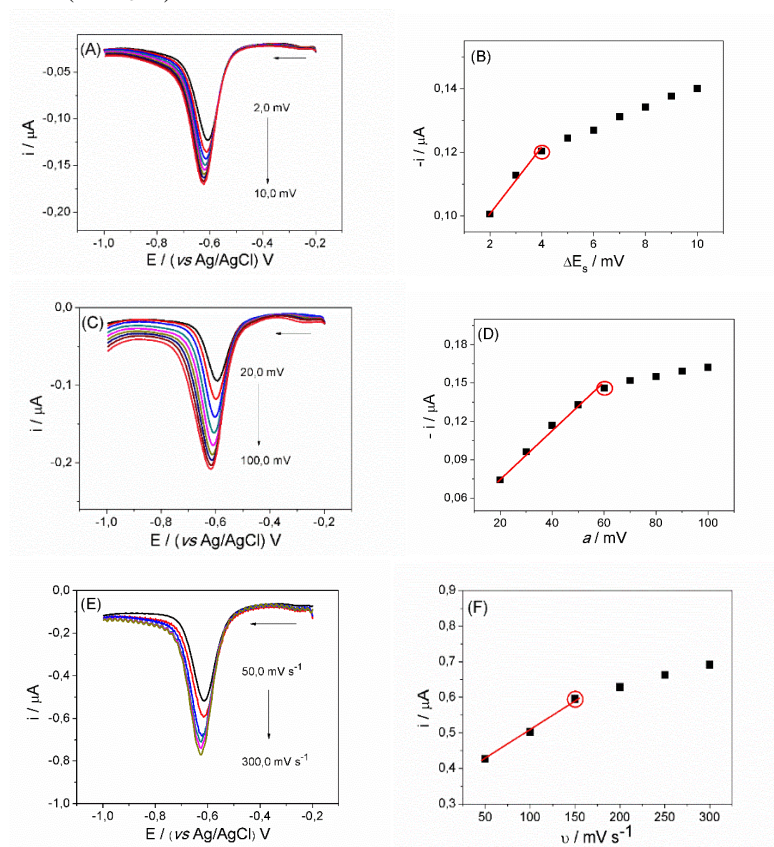 (A)
-0,05
-0,10
-0,15
-0,20
i / μA
2,0 mV
10,0 mV
-1,0 -0,8 -0,6 -0,4 -0,2
E / (vs Ag/AgCl) V
(B)
0,14
0,12
0,10
-i / μA
2 4 6 8 10
ΔEs / mV
(C)
0,0
-0,1
-0,2
i / μA
20,0 mV
100,0 mV
-1,0 -0,8 -0,6 -0,4 -0,2
E / (vs Ag/AgCl) V
(D)
0,18
0,15
0,12
0,09
0,06
- i / μA
20 40 60 80 100
a / mV
(E)
0,0
-0,2
-0,4
-0,6
-0,8
-1,0
i / μA
50,0 mV s-1
300,0 mV s-1
-1,0 -0,8 -0,6 -0,4 -0,2
E / (vs Ag/AgCl) V
(F)
0,9
0,8
0,7
0,6
0,5
0,4
0,3
i / μA
50 100 150 200 250 300
υ / mV s-1